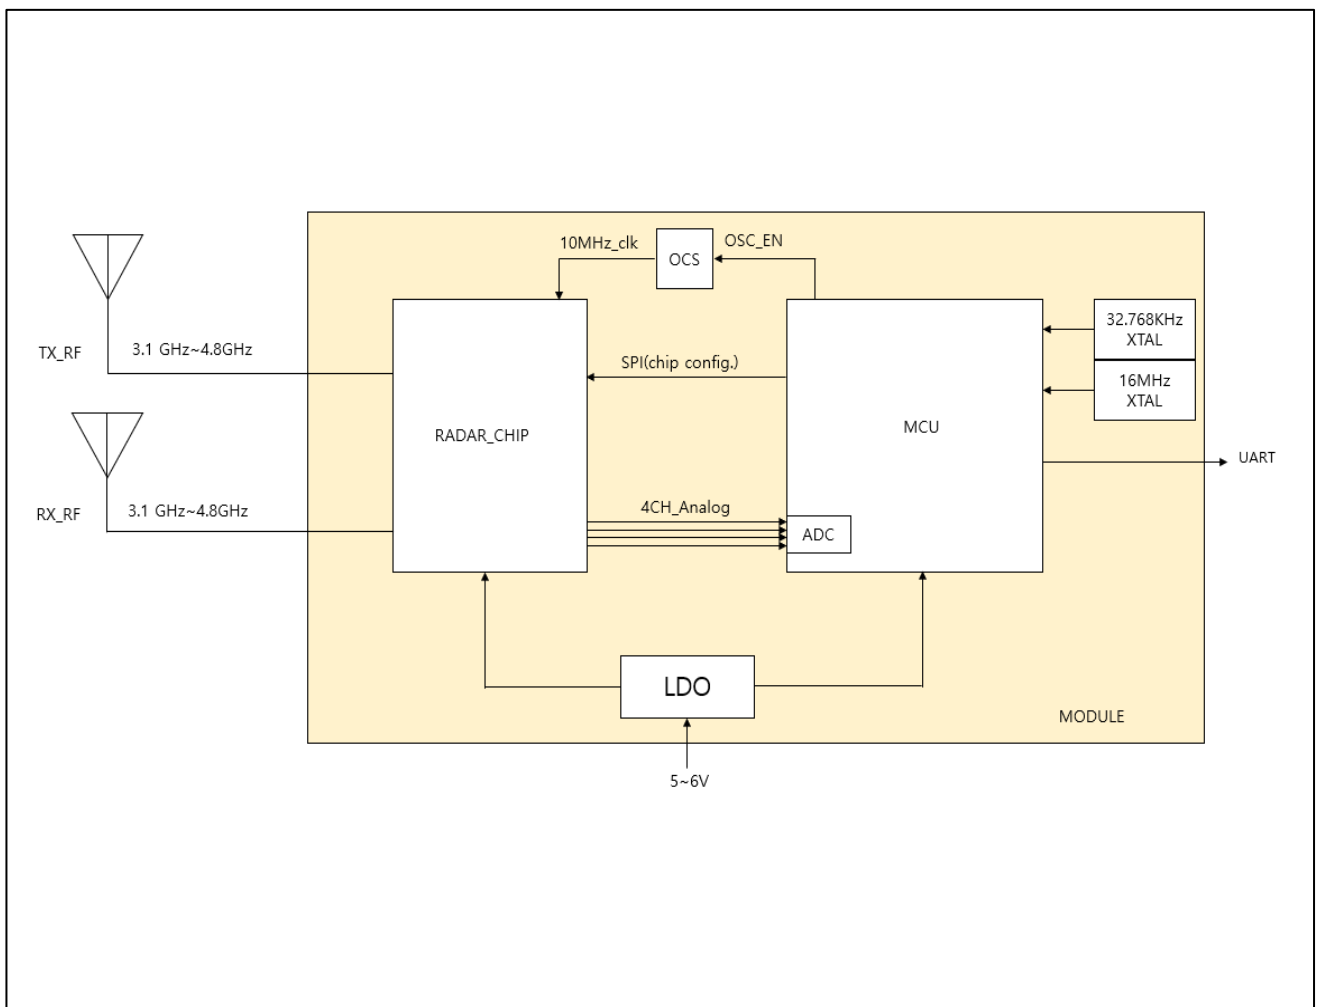 10MHz_clk
OCS
OSC_EN
32.768KHz
XTAL
TX_RF
3.1 GHz~4.8GHz
SPI(chip config.)
16MHz
XTAL
RADAR_CHIP
MCU
UART
RX_RF
3.1 GHz~4.8GHz
4CH_Analog
ADC
LDO
MODULE
5~6V